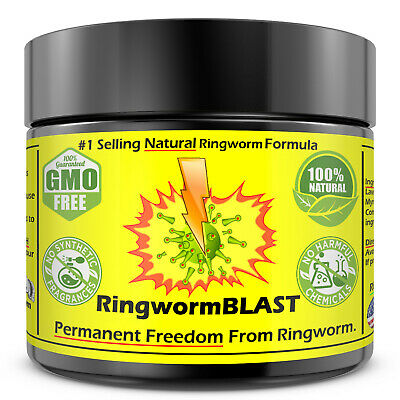 #1 Selling Natural Ringworm Formula
100%
Guaranteed
GMO
FREE
100%
NATURAL
NO SYNTHETIC
FRAGRANCES
NO HARMFUL
CHEMICALS
RingwormBLAST
Permanent Freedom From Ringworm.